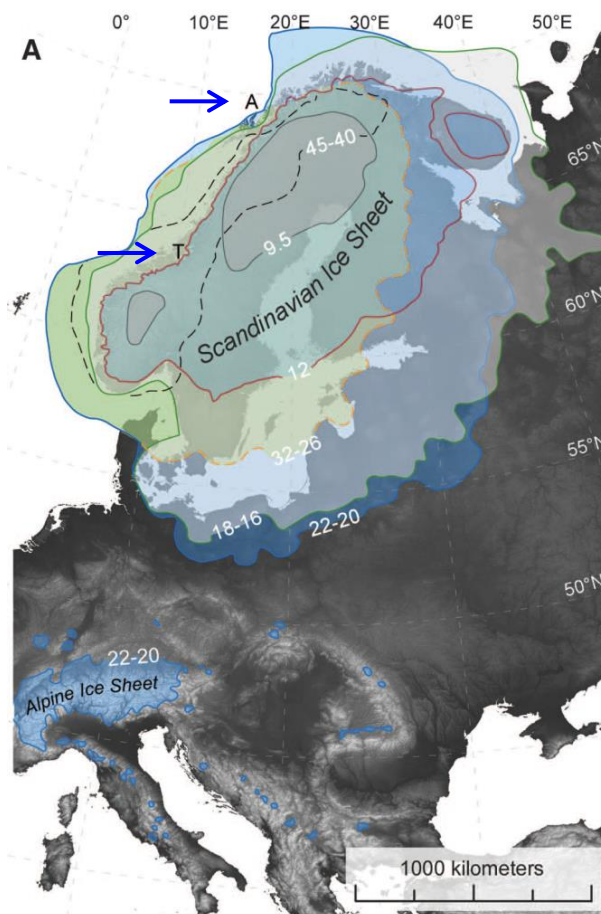 A
0°
10°E
20°E
30°E
40°E
50°E
A
65°N
45-40
T
9.5
Scandinavian Ice Sheet
60°N
12
55°N
32-26
18-16
22-20
50°N
22-20
Alpine Ice Sheet
1000 kilometers